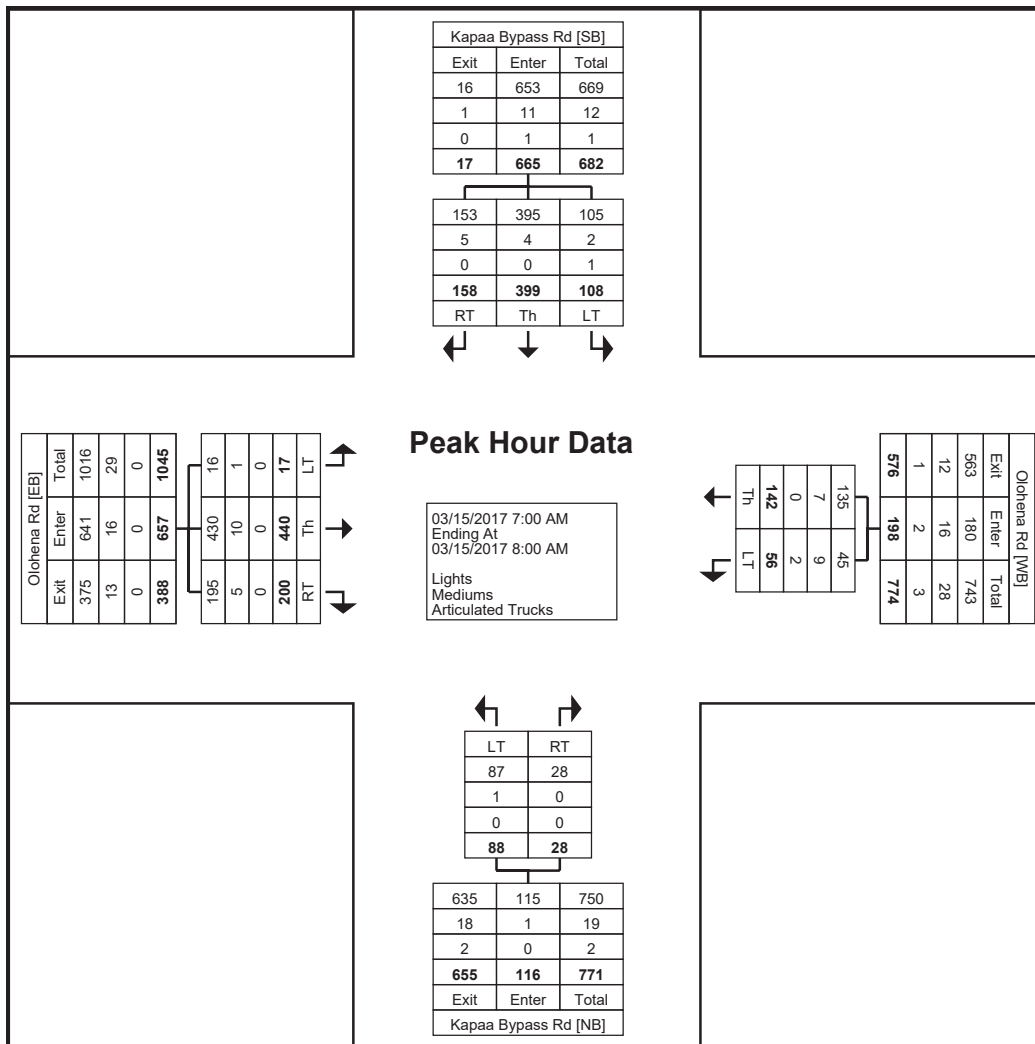 Kapaa Bypass Rd [SB]
Exit Enter Total
16 653 669
1 11 12
0 1 1
17 665 682
153 395 105
5 4 2
0 0 1
158 399 108
RT Th LT
Peak Hour Data
03/15/2017 7:00 AM
Ending At
03/15/2017 8:00 AM
Lights
Mediums
Articulated Trucks
Olohena Rd [EB]
Exit Enter Total
375 641 1016
13 16 29
0 0 0
388 657 1045
195 430 16
5 10 1
0 0 0
200 440 17
RT Th LT
Olohena Rd [WB]
Exit Enter Total
563 180 743
12 16 28
1 2 3
576 198 774
135 45
7 9
0 2
142 56
Th LT
LT RT
87 28
1 0
0 0
88 28
635 115 750
18 1 19
2 0 2
655 116 771
Exit Enter Total
Kapaa Bypass Rd [NB]